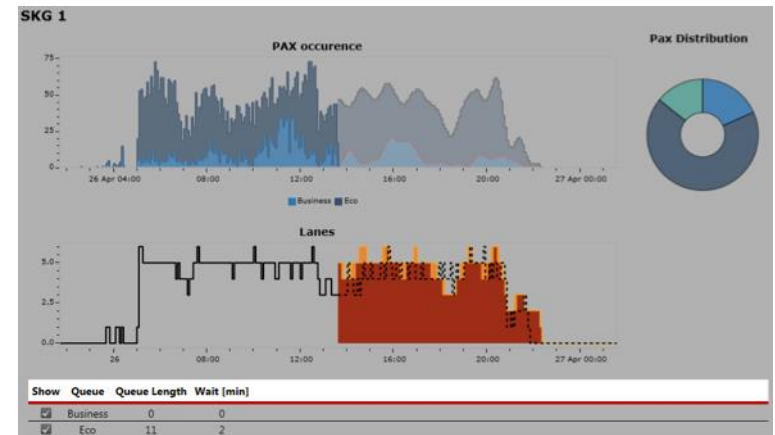 SKG 1
PAX occurence
Pax Distribution
75
50
25
0
26 Apr 04:00 08:00 12:00 16:00 20:00 27 Apr 00:00
Business Eco
Lanes
5.0
2.5
0.0
26 08:00 12:00 16:00 20:00 27 Apr 00:00
Show Queue Queue Length Wait [min]
Business 0 0
Eco 11 2